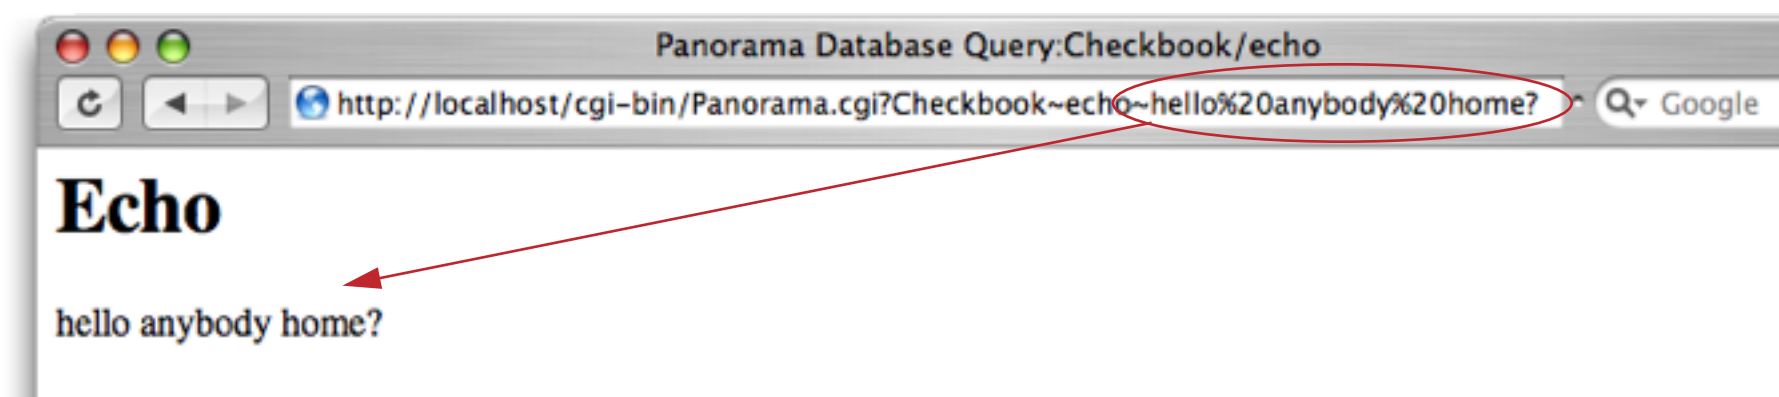 Panorama Database Query:Checkbook/echo
http://localhost/cgi-bin/Panorama.cgi?Checkbook~echo~hello%20anybody%20home?
Google
Echo
hello anybody home?